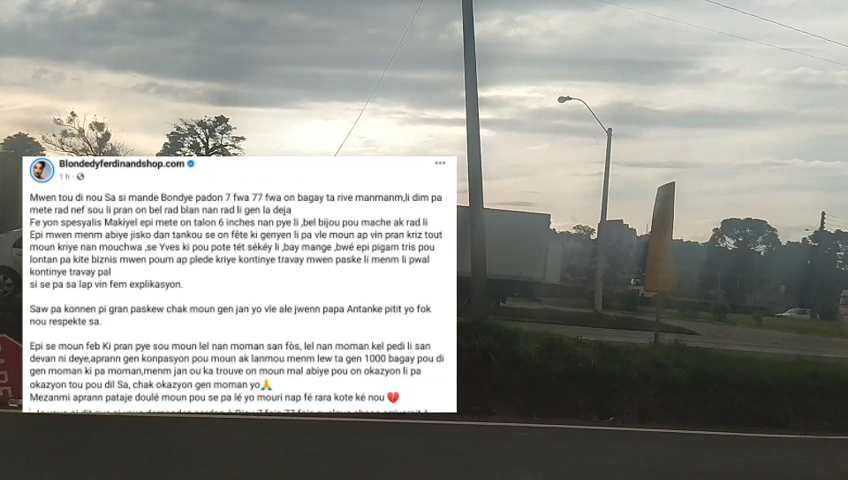 Blondedyferdinandshop.com
1 h ·
Mwen tou di nou Sa si mande Bondye padon 7 fwa 77 fwa on bagay ta rive manmanm,li dim pa
mete rad nef sou li pran on bel rad blan nan rad li gen la deja
Fe yon spesyalis Makiyel epi mete on talon 6 inches nan pye li ,bel bijou pou mache ak rad li
Epi mwen menm abiye jisko dan tankou se on fête ki genyen li pa vle moun ap vin pran kriz tout
moun kriye nan mouchwa ,se Yves ki pou pote tét sékéy li ,bay mange ,bwé epi pigam tris pou
lontan pa kite biznis mwen poum ap plede kriye kontinye travay mwen paske li menm li pwal
kontinye travay pal
si se pa sa lap vin fem explikasyon.
Saw pa konnen pi gran paskew chak moun gen jan yo vle ale jwenn papa Antanke pitit yo fok
nou respekte sa.
Epi se moun feb Ki pran pye sou moun lel nan moman san fòs, lel nan moman kel pedi li san
devan ni deye,aprann gen konpasyon pou moun ak lanmou menm lew ta gen 1000 bagay pou di
gen moman ki pa moman,menm jan ou ka trouve on moun mal abiye pou on okazyon li pa
okazyon tou pou dil Sa, chak okazyon gen moman yo🙏
Mezanmi aprann pataje doulé moun pou se pa lé yo mouri nap fé rara kote ké nou 💔